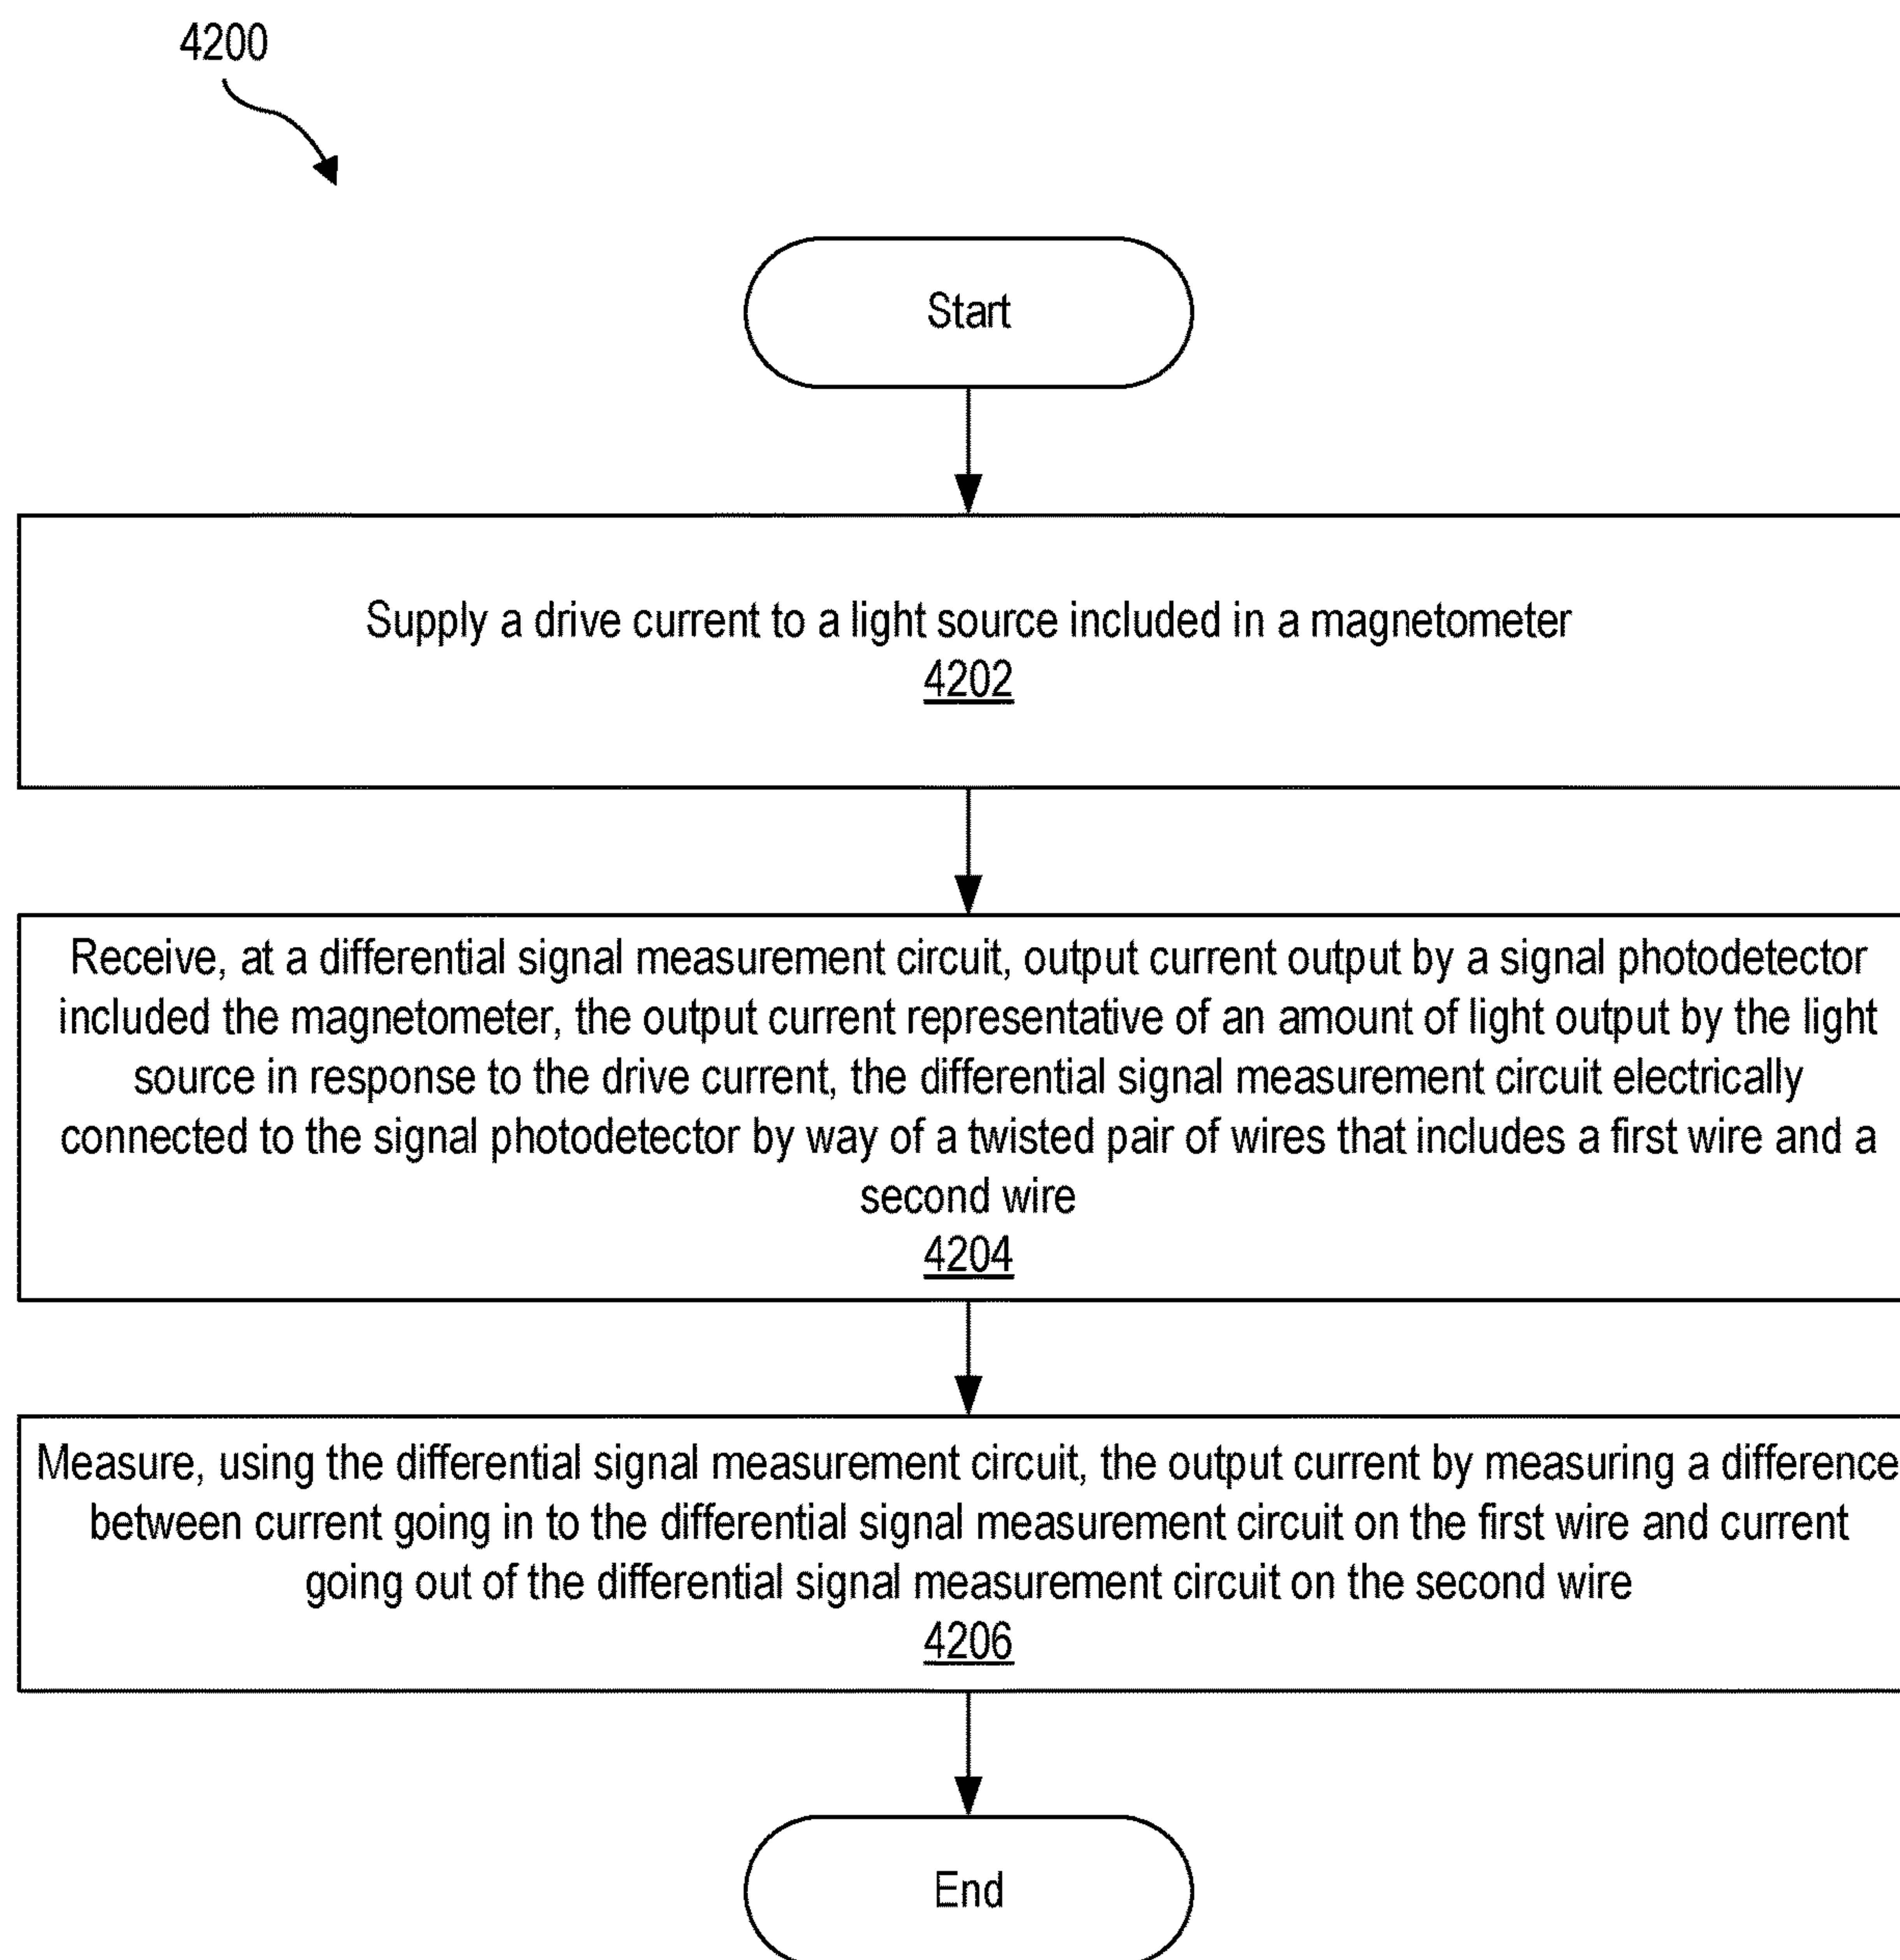 4200
Start
Supply a drive current to a light source included in a magnetometer
4202
Receive, at a differential signal measurement circuit, output current output by a signal photodetector
included the magnetometer, the output current representative of an amount of light output by the light
source in response to the drive current, the differential signal measurement circuit electrically
connected to the signal photodetector by way of a twisted pair of wires that includes a first wire and a
second wire
4204
Measure, using the differential signal measurement circuit, the output current by measuring a difference
between current going in to the differential signal measurement circuit on the first wire and current
going out of the differential signal measurement circuit on the second wire
4206
End